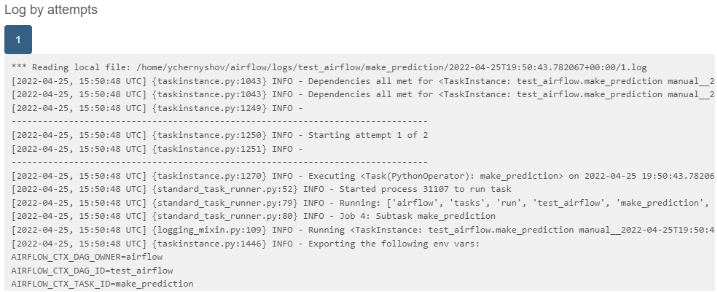 Log by attempts
1
*** Reading local file: /home/ychernyshov/airflow/logs/test_airflow/make_prediction/2022-04-25T19:50:43.782067+00:00/1.log
[2022-04-25, 15:50:48 UTC] {taskinstance.py:1043} INFO - Dependencies all met for <TaskInstance: test_airflow.make_prediction manual__2
[2022-04-25, 15:50:48 UTC] {taskinstance.py:1043} INFO - Dependencies all met for <TaskInstance: test_airflow.make_prediction manual__2
[2022-04-25, 15:50:48 UTC] {taskinstance.py:1249} INFO -
--------------------------------------------------------------------------------
[2022-04-25, 15:50:48 UTC] {taskinstance.py:1250} INFO - Starting attempt 1 of 2
[2022-04-25, 15:50:48 UTC] {taskinstance.py:1251} INFO -
--------------------------------------------------------------------------------
[2022-04-25, 15:50:48 UTC] {taskinstance.py:1270} INFO - Executing <Task(PythonOperator): make_prediction> on 2022-04-25 19:50:43.78206
[2022-04-25, 15:50:48 UTC] {standard_task_runner.py:52} INFO - Started process 31107 to run task
[2022-04-25, 15:50:48 UTC] {standard_task_runner.py:79} INFO - Running: ['airflow', 'tasks', 'run', 'test_airflow', 'make_prediction',
[2022-04-25, 15:50:48 UTC] {standard_task_runner.py:80} INFO - Job 4: Subtask make_prediction
[2022-04-25, 15:50:48 UTC] {logging_mixin.py:109} INFO - Running <TaskInstance: test_airflow.make_prediction manual__2022-04-25T19:50:4
[2022-04-25, 15:50:48 UTC] {taskinstance.py:1446} INFO - Exporting the following env vars:
AIRFLOW_CTX_DAG_OWNER=airflow
AIRFLOW_CTX_DAG_ID=test_airflow
AIRFLOW_CTX_TASK_ID=make_prediction